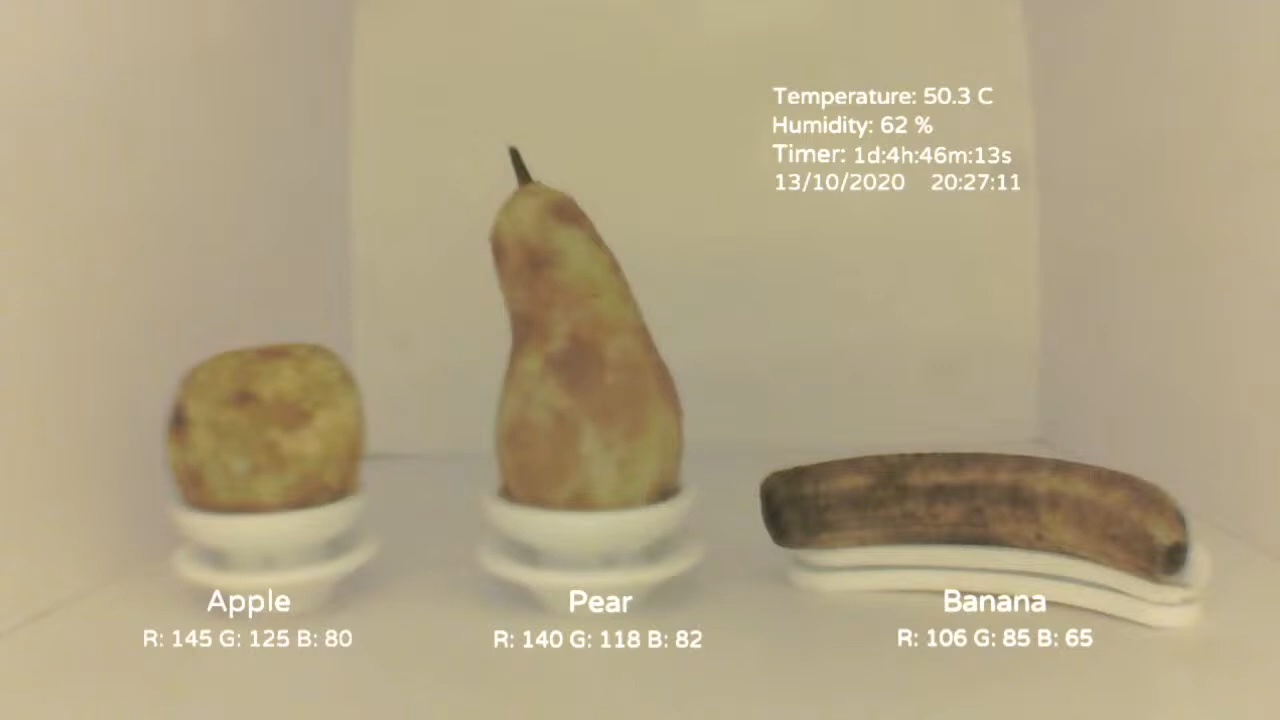 Temperature: 50.3 C
Humidity: 62 %
Timer: 1d:4h:46m:13s
13/10/2020 20:27:11
Apple
R: 145 G: 125 B: 80
Pear
R: 140 G: 118 B: 82
Banana
R: 106 G: 85 B: 65